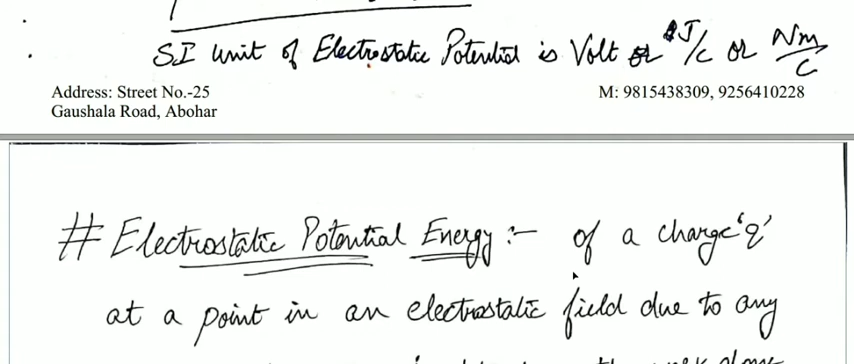 SI Unit of Electrostatic Potential is Volt or J/C or Nm/C
Address: Street No.-25
Gaushala Road, Abohar
M: 9815438309, 9256410228
# Electrostatic Potential Energy :- of a charge 'q'
at a point in an electrostatic field due to any